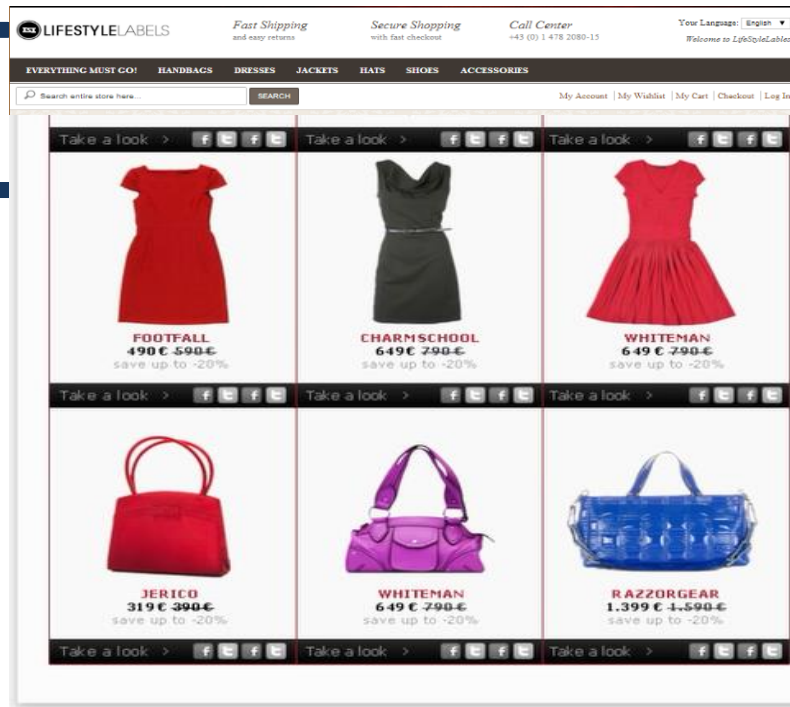 ESX LIFESTYLELABELS
Fast Shipping
and easy returns
Secure Shopping
with fast checkout
Call Center
+43 (0) 1 478 2080-15
Your Language: English
Welcome to LifeStyleLables
EVERYTHING MUST GO! HANDBAGS DRESSES JACKETS HATS SHOES ACCESSORIES
Search entire store here...
SEARCH
My Account | My Wishlist | My Cart | Checkout | Log In
Take a look > f t f t Take a look > f t f t Take a look > f t f t
FOOTFALL
490 € 590 €
save up to -20%
CHARMSCHOOL
649 € 790 €
save up to -20%
WHITEMAN
649 € 790 €
save up to -20%
Take a look > f t f t Take a look > f t f t Take a look > f t f t
JERICO
319 € 390 €
save up to -20%
WHITEMAN
649 € 790 €
save up to -20%
RAZZORGEAR
1.399 € 1.590 €
save up to -20%
Take a look > f t f t Take a look > f t f t Take a look > f t f t